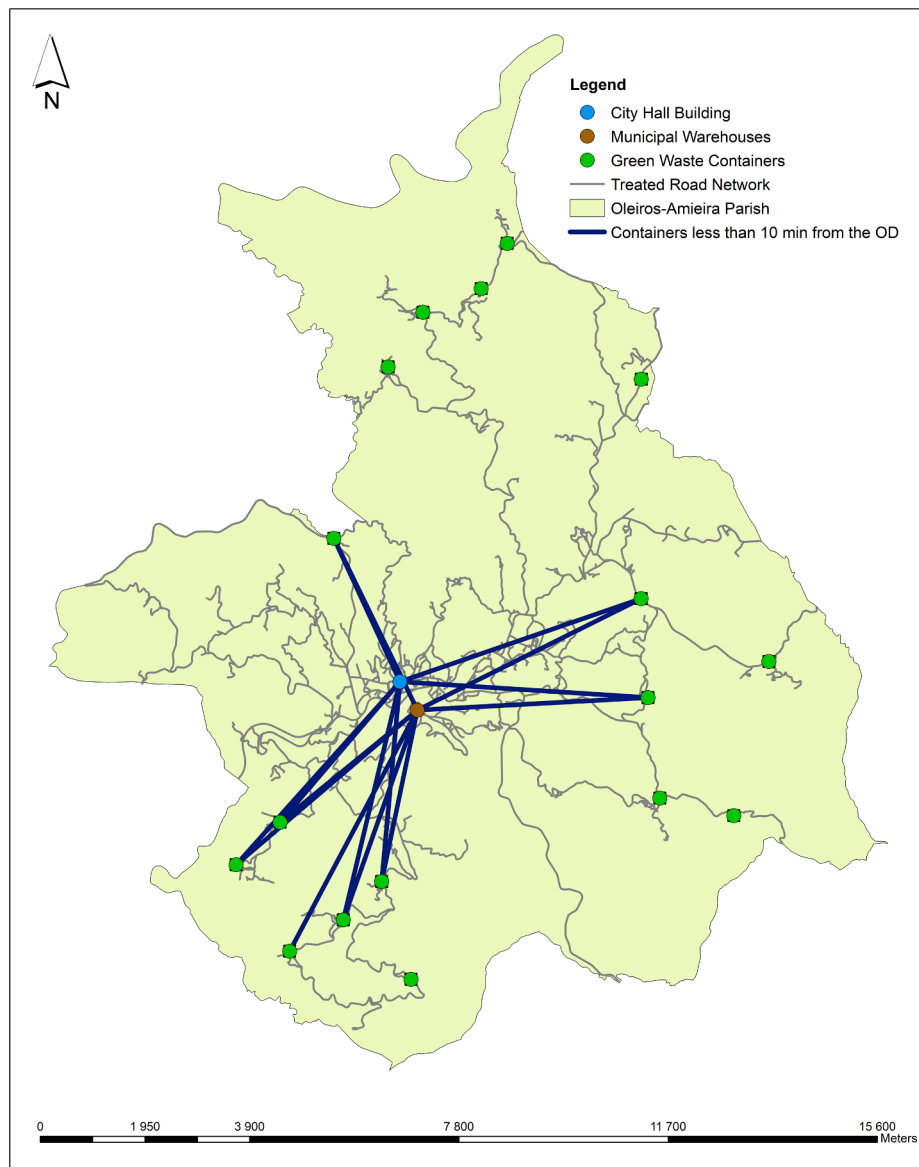 N
Legend
City Hall Building
Municipal Warehouses
Green Waste Containers
Treated Road Network
Oleiros-Amieira Parish
Containers less than 10 min from the OD
0 1 950 3 900 7 800 11 700 15 600
Meters